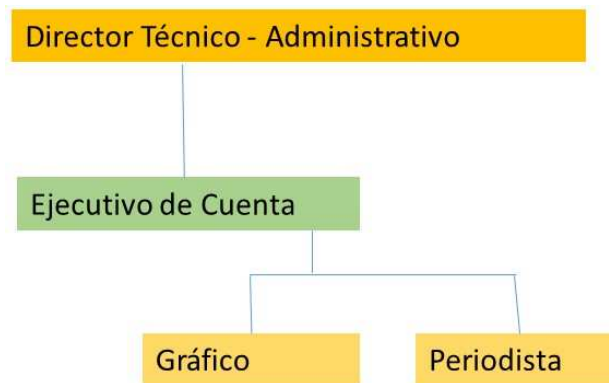 Director Técnico - Administrativo
Ejecutivo de Cuenta
Gráfico
Periodista